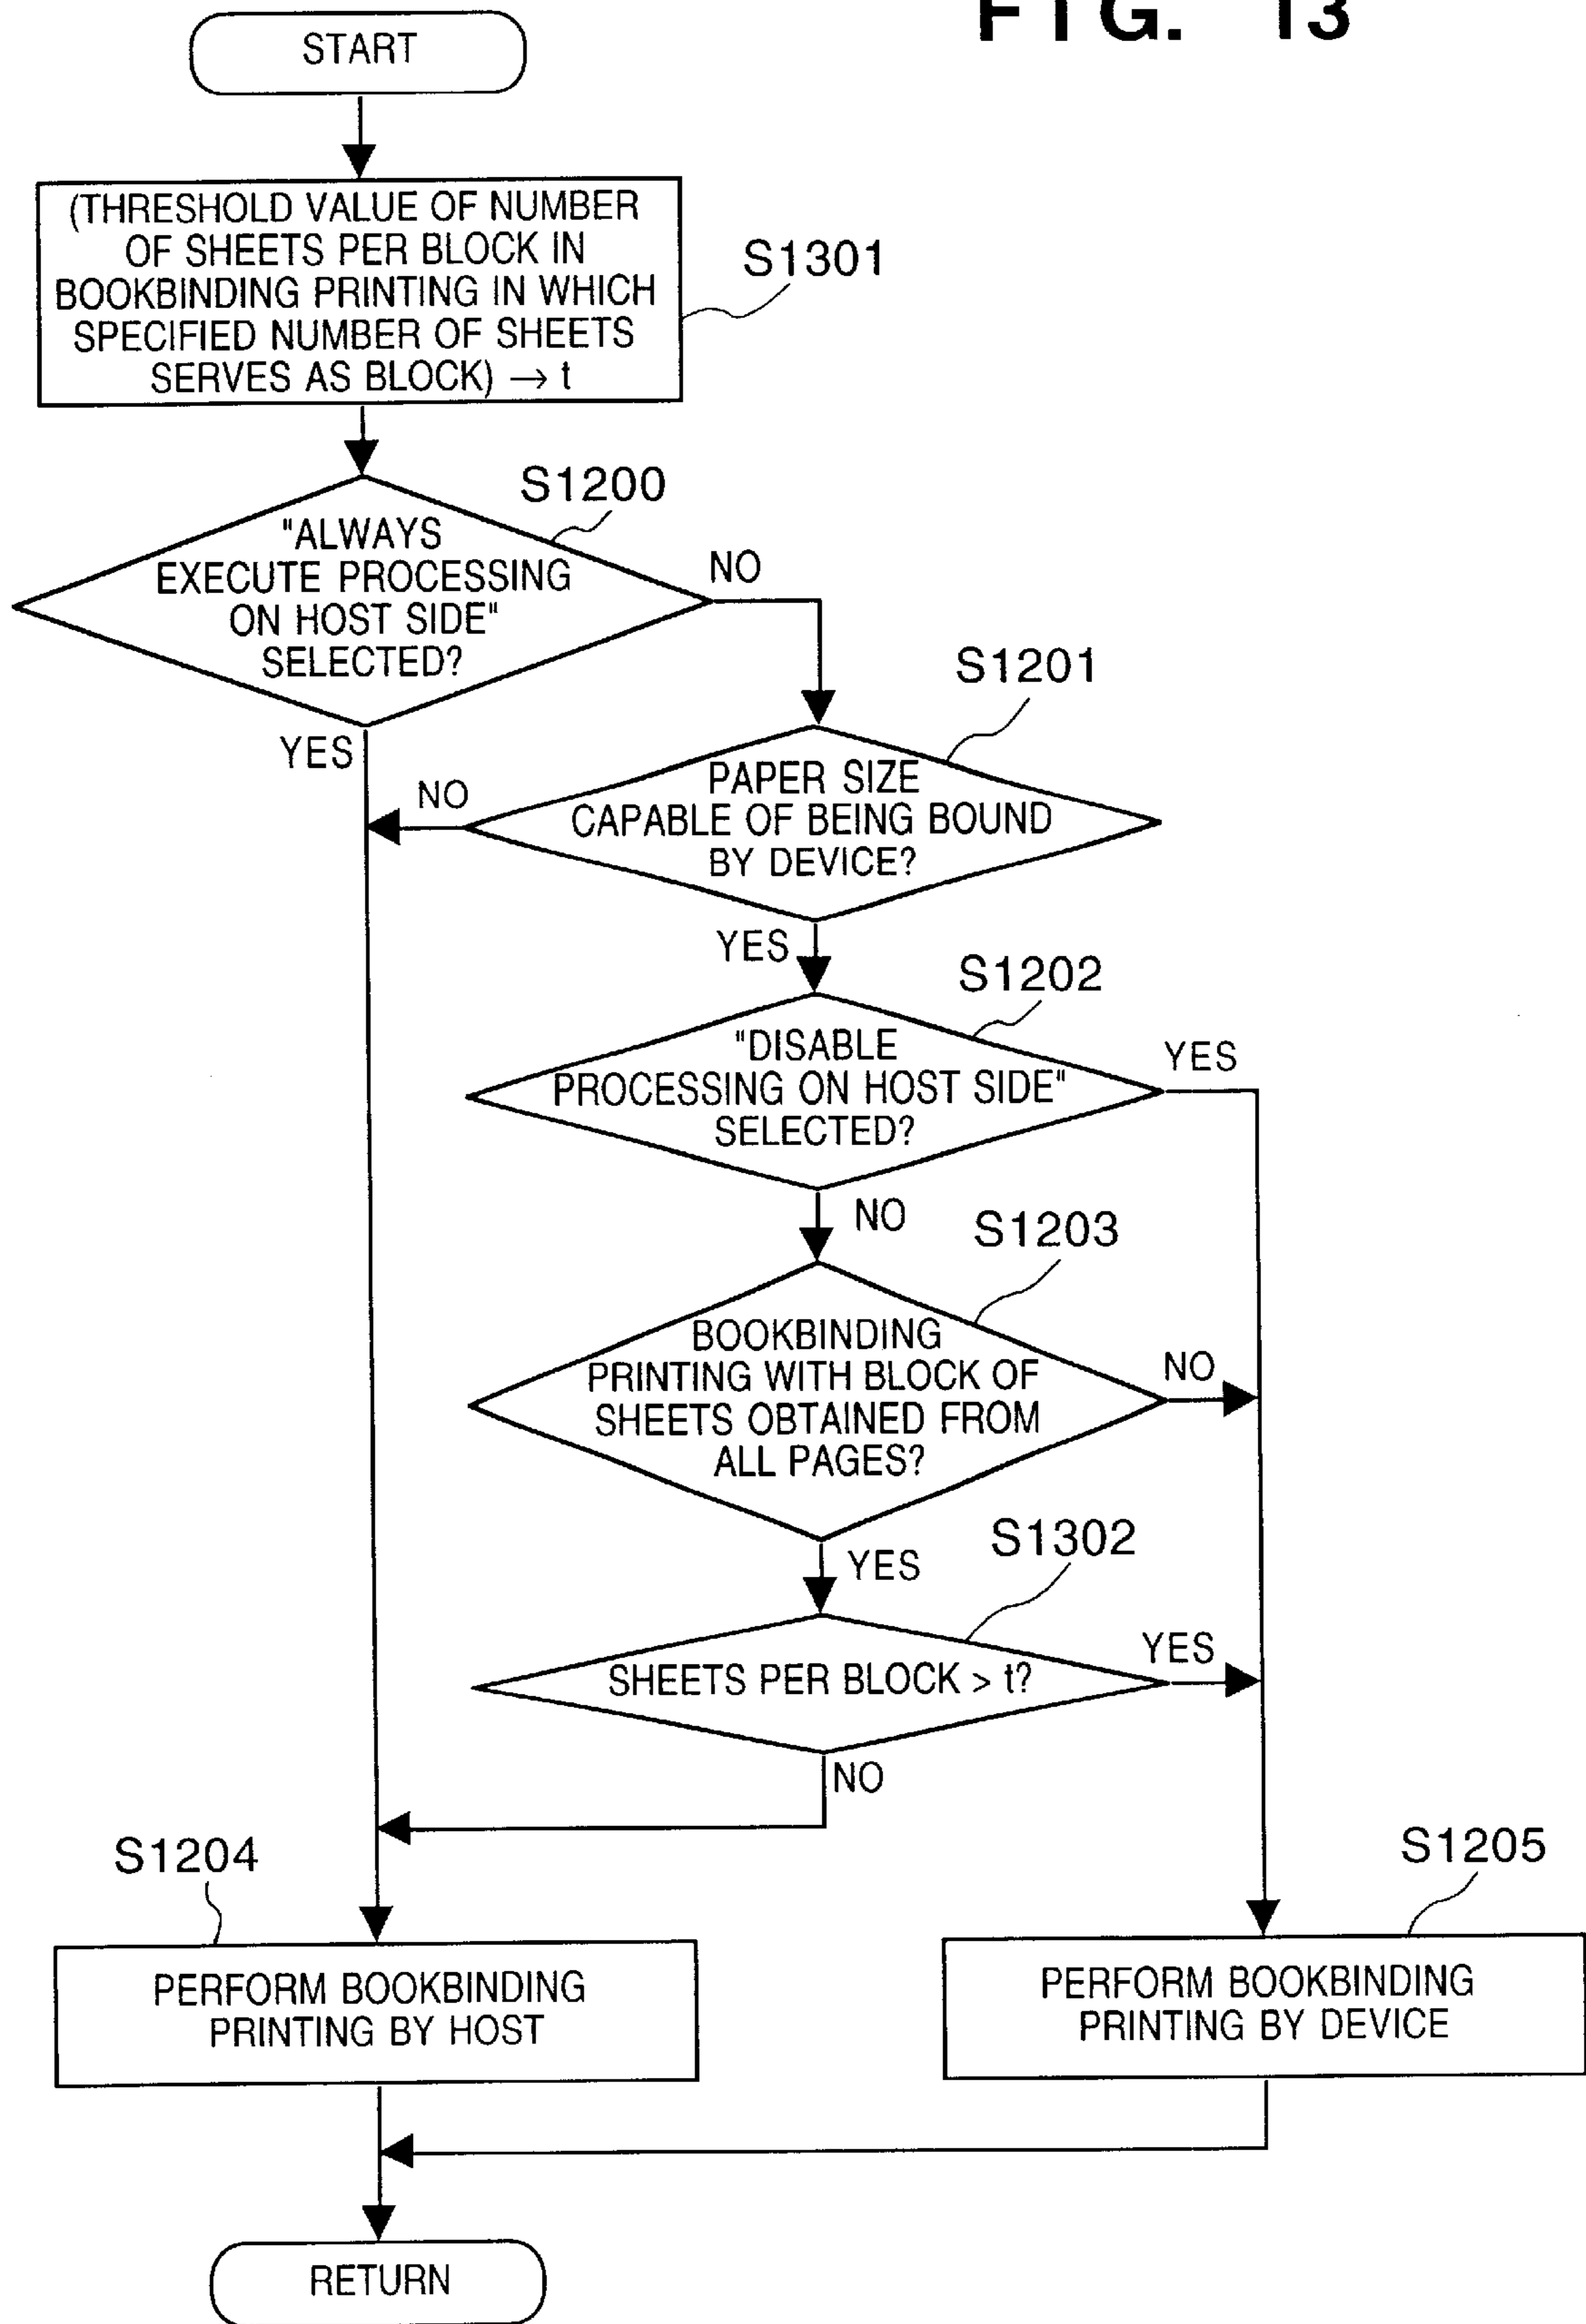 FIG. 13
START
(THRESHOLD VALUE OF NUMBER
OF SHEETS PER BLOCK IN
BOOKBINDING PRINTING IN WHICH
SPECIFIED NUMBER OF SHEETS
SERVES AS BLOCK) → t
S1301
S1200
"ALWAYS
EXECUTE PROCESSING
ON HOST SIDE"
SELECTED?
NO
YES
S1201
PAPER SIZE
CAPABLE OF BEING BOUND
BY DEVICE?
NO
YES
S1202
"DISABLE
PROCESSING ON HOST SIDE"
SELECTED?
YES
NO
S1203
BOOKBINDING
PRINTING WITH BLOCK OF
SHEETS OBTAINED FROM
ALL PAGES?
NO
YES
S1302
SHEETS PER BLOCK > t?
YES
NO
S1204
PERFORM BOOKBINDING
PRINTING BY HOST
S1205
PERFORM BOOKBINDING
PRINTING BY DEVICE
RETURN